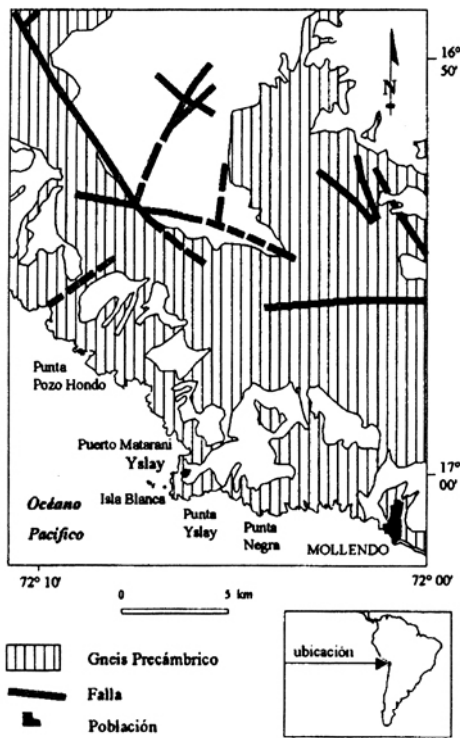 16°
50'
N
Punta
Pozo Hondo
Puerto Matarani
Yslay
Isla Blanca
Océano
Pacífico
Punta
Yslay
Punta
Negra
MOLLENDO
17°
00'
72° 10'
72° 00'
0
5
km
Gneis Precámbrico
Falla
Población
ubicación